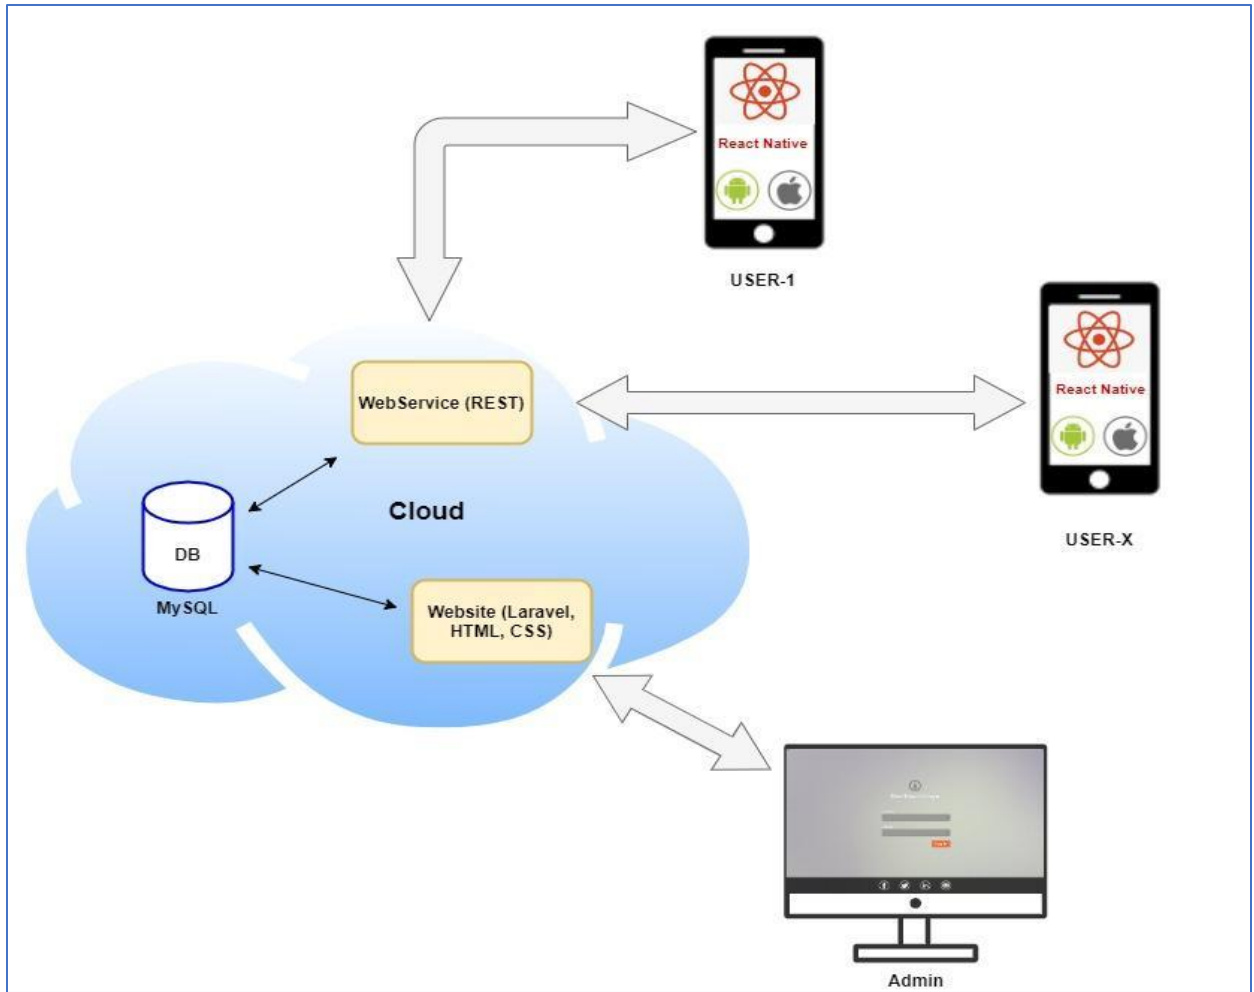 React Native
USER-1
React Native
USER-X
WebService (REST)
Cloud
DB
MySQL
Website (Laravel,
HTML, CSS)
Admin